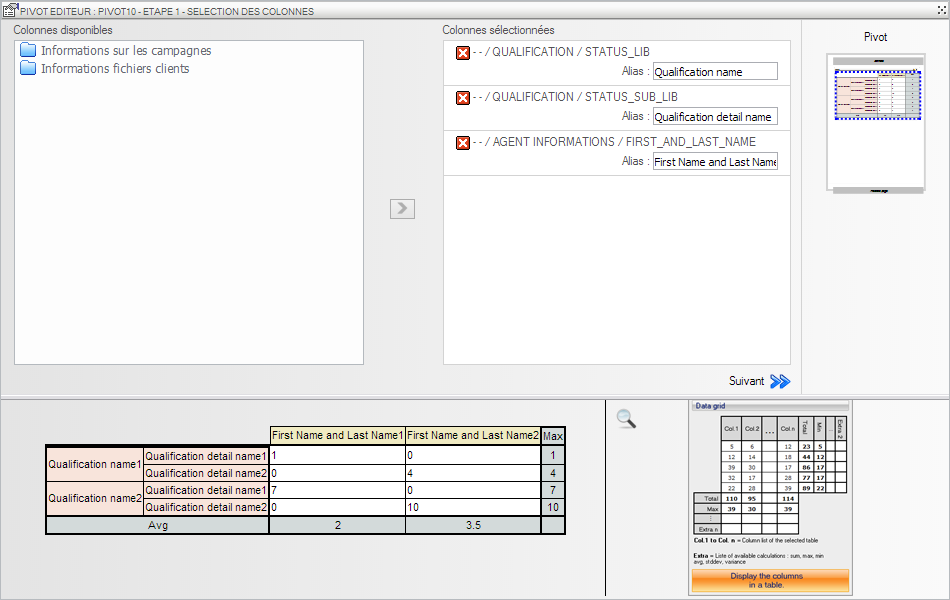 PIVOT EDITEUR : PIVOT10 - ETAPE 1 - SELECTION DES COLONNES
Colonnes disponibles
Informations sur les campagnes
Informations fichiers clients
Colonnes sélectionnées
- - / QUALIFICATION / STATUS_LIB
Alias : Qualification name
- - / QUALIFICATION / STATUS_SUB_LIB
Alias : Qualification detail name
- - / AGENT INFORMATIONS / FIRST_AND_LAST_NAME
Alias : First Name and Last Name
Suivant
Pivot
First Name and Last Name1 First Name and Last Name2 Max
Qualification name1 Qualification detail name1 1 0 1
Qualification detail name2 0 4 4
Qualification name2 Qualification detail name1 7 0 7
Qualification detail name2 0 10 10
Avg 2 3.5
Data grid
Col.1 Col.2 ... Col.n Total Min ... Extra 2
5 6 12 23 5
12 14 18 44 12
39 30 17 86 17
32 17 28 77 17
22 28 39 89 22
Total 110 95 114
Max 39 30 39
⋮
Extra n
Col.1 to Col. n = Column list of the selected table
Extra = Liste of available calculations : sum, max, min
avg, stddev, variance
Display the columns
in a table.